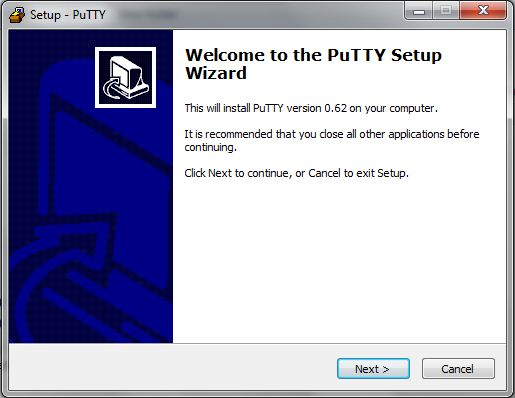 Setup - PuTTY
Welcome to the PuTTY Setup
Wizard
This will install PuTTY version 0.62 on your computer.
It is recommended that you close all other applications before
continuing.
Click Next to continue, or Cancel to exit Setup.
Next >
Cancel